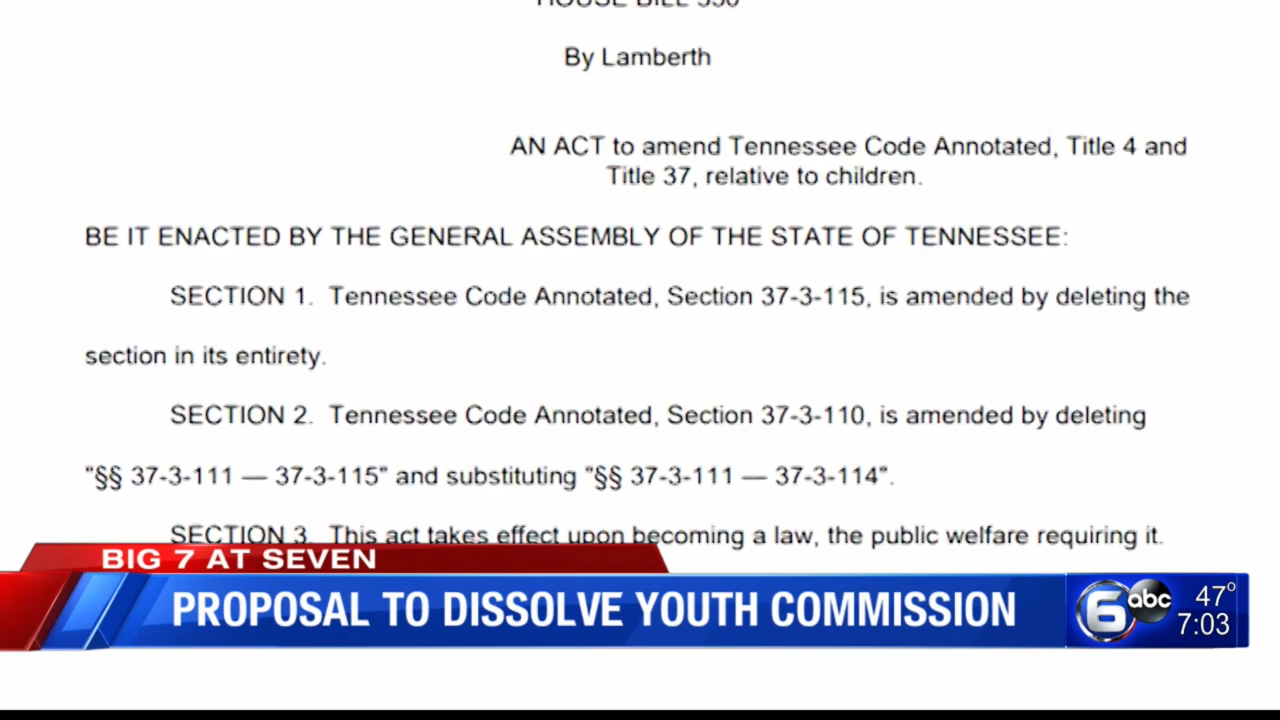 HOUSE BILL 330
By Lamberth
AN ACT to amend Tennessee Code Annotated, Title 4 and
Title 37, relative to children.
BE IT ENACTED BY THE GENERAL ASSEMBLY OF THE STATE OF TENNESSEE:
SECTION 1. Tennessee Code Annotated, Section 37-3-115, is amended by deleting the
section in its entirety.
SECTION 2. Tennessee Code Annotated, Section 37-3-110, is amended by deleting
"§§ 37-3-111 — 37-3-115" and substituting "§§ 37-3-111 — 37-3-114".
SECTION 3. This act takes effect upon becoming a law, the public welfare requiring it.
BIG 7 AT SEVEN
PROPOSAL TO DISSOLVE YOUTH COMMISSION
6 abc 47°
7:03